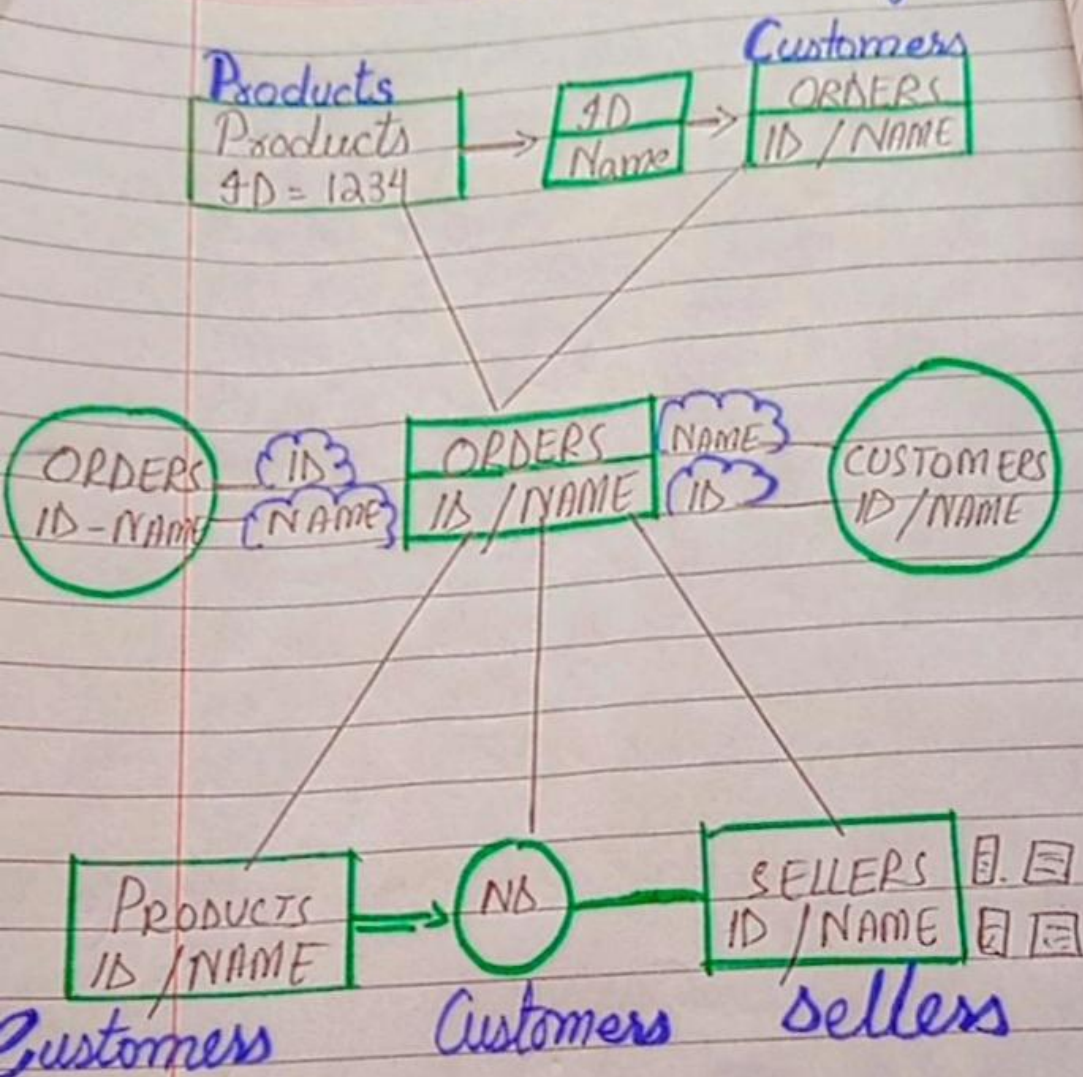 Products
Products
ID = 1234
ID
Name
Customers
ORDERS
ID / NAME
ORDERS
ID - NAME
ID
NAME
ORDERS
ID / NAME
NAME
ID
CUSTOMERS
ID / NAME
PRODUCTS
ID / NAME
Customers
ND
Customers
SELLERS
ID / NAME
sellers